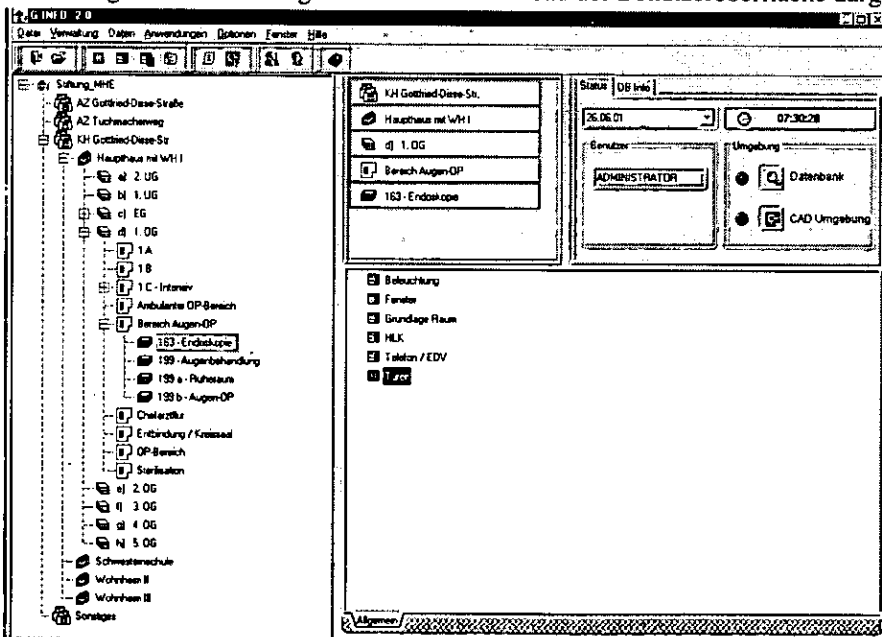 der Benutzeroberfläche
G INFO 2.0
Datei Verwaltung Daten Anwendungen Optionen Fenster Hilfe
Stiftung_MHE
AZ Gottfried-Disse-Straße
AZ Tuchmacherweg
KH Gottfried-Disse-Str
Haupthaus mit WH I
a) 2. UG
b) 1. UG
c) EG
d) 1. OG
1 A
1 B
1 C - Intensiv
Ambulanter OP-Bereich
Bereich Augen-OP
163 - Endoskopie
199 - Augenbehandlung
199 a - Ruheraum
199 b - Augen-OP
Chefarztflur
Entbindung / Kreissaal
OP-Bereich
Sterilisation
e) 2. OG
f) 3. OG
g) 4. OG
h) 5. OG
Schwesternschule
Wohnheim II
Wohnheim III
Sonstiges
KH Gottfried-Disse-Str.
Haupthaus mit WH I
d) 1. OG
Bereich Augen-OP
163 - Endoskopie
Status DB Info
26.06.01 07:30:28
Benutzer Umgebung
ADMINISTRATOR
Datenbank
CAD Umgebung
Beleuchtung
Fenster
Grundlage Raum
HLK
Telefon / EDV
Türen
Allgemein